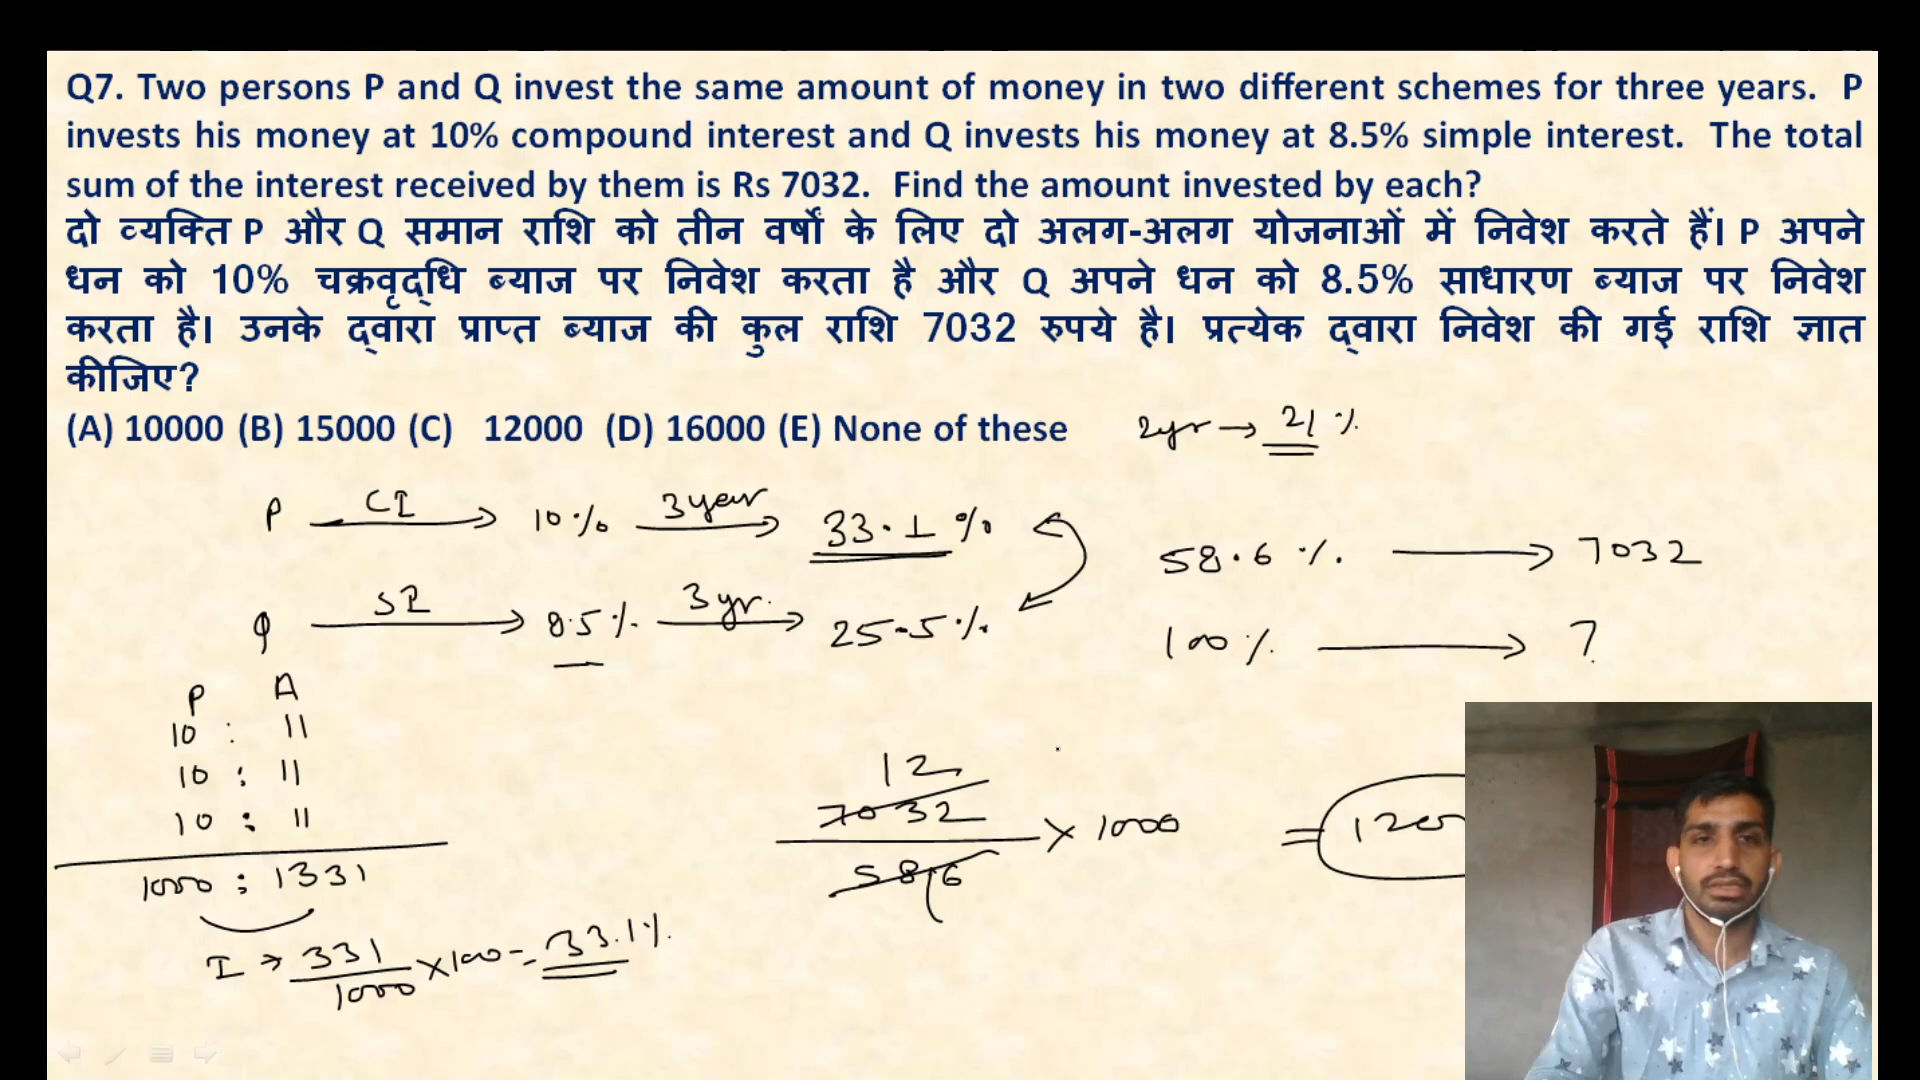 Q7. Two persons P and Q invest the same amount of money in two different schemes for three years. P
invests his money at 10% compound interest and Q invests his money at 8.5% simple interest. The total
sum of the interest received by them is Rs 7032. Find the amount invested by each?
दो व्यक्ति P और Q समान राशि को तीन वर्षों के लिए दो अलग-अलग योजनाओं में निवेश करते हैं। P अपने
धन को 10% चक्रवृद्धि ब्याज पर निवेश करता है और Q अपने धन को 8.5% साधारण ब्याज पर निवेश
करता है। उनके द्वारा प्राप्त ब्याज की कुल राशि 7032 रुपये है। प्रत्येक द्वारा निवेश की गई राशि ज्ञात
कीजिए?
(A) 10000 (B) 15000 (C) 12000 (D) 16000 (E) None of these
2yr → 21 %
P CI → 10% 3 year → 33.1 %
58.6 % → 7032
Q SI → 8.5% 3 yr. → 25.5%
100% → ?
P A
10 : 11
10 : 11
10 : 11
1000 : 1331
12
7032
586
× 1000 =
I → 331/1000 × 100 = 33.1%